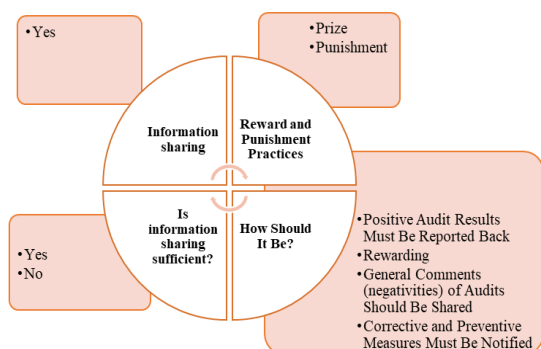 • Yes
• Prize
• Punishment
Information
sharing
Reward and
Punishment
Practices
Is
information
sharing
sufficient?
How Should
It Be?
• Yes
• No
• Positive Audit Results
Must Be Reported Back
• Rewarding
• General Comments
(negativities) of Audits
Should Be Shared
• Corrective and Preventive
Measures Must Be Notified